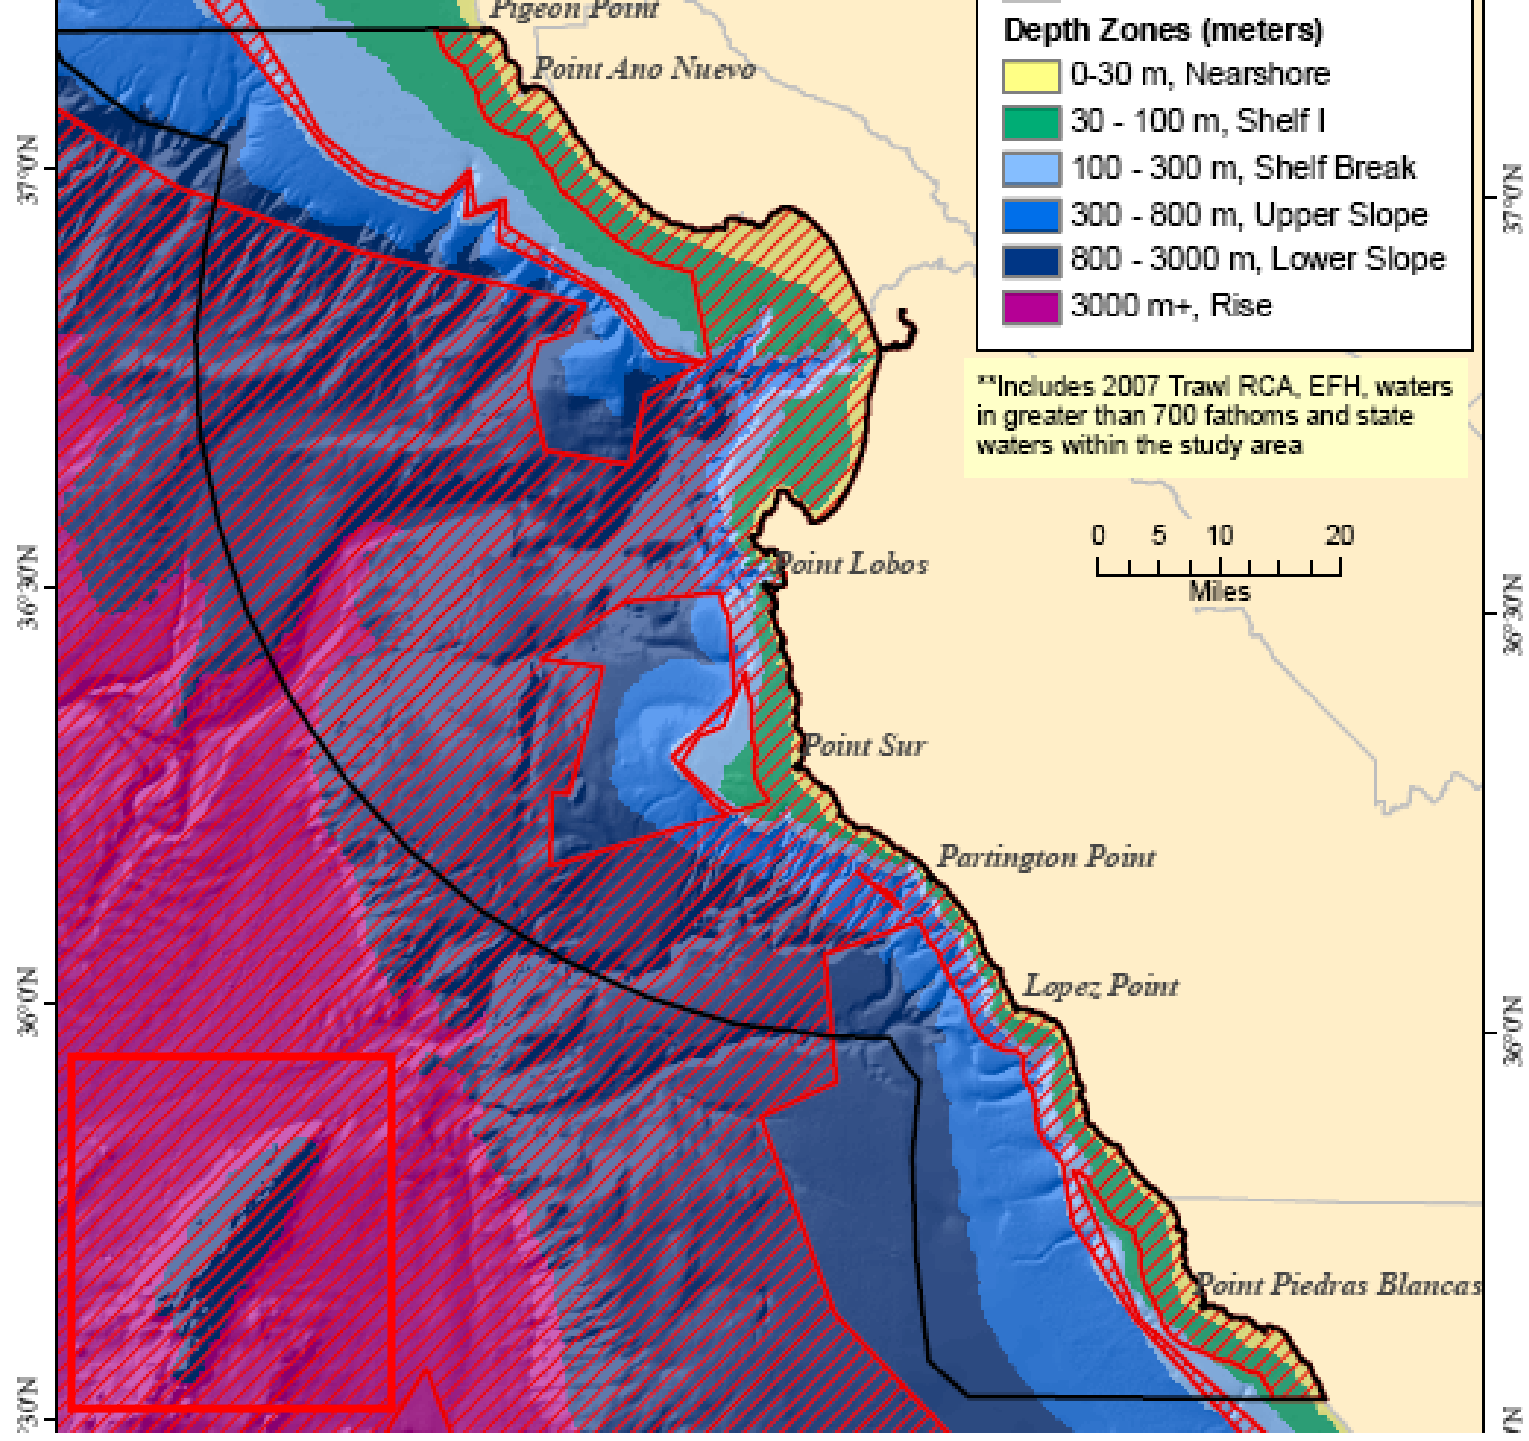 Pigeon Point
Point Ano Nuevo
Depth Zones (meters)
0-30 m, Nearshore
30 - 100 m, Shelf I
100 - 300 m, Shelf Break
300 - 800 m, Upper Slope
800 - 3000 m, Lower Slope
3000 m+, Rise
**Includes 2007 Trawl RCA, EFH, waters
in greater than 700 fathoms and state
waters within the study area
0 5 10 20
Miles
37°0'N
37°0'N
Point Lobos
36°30'N
36°30'N
Point Sur
Partington Point
Lopez Point
36°0'N
36°0'N
Point Piedras Blancas
°30'N
N